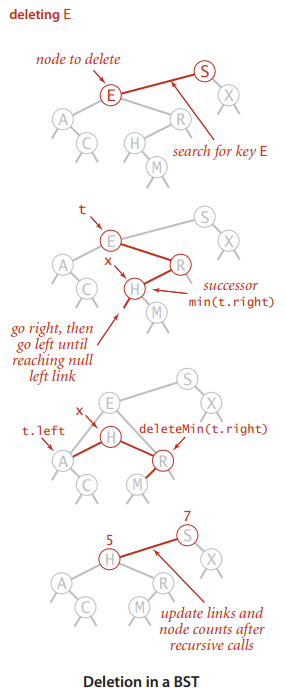 deleting E
node to delete
S
E
X
A
R
C
H
search for key E
M
t
S
E
X
x
A
R
C
H
successor
min(t.right)
M
go right, then
go left until
reaching null
left link
S
E
X
x
t.left
H
deleteMin(t.right)
A
R
C
M
7
5
S
H
X
A
R
C
M
update links and
node counts after
recursive calls
Deletion in a BST